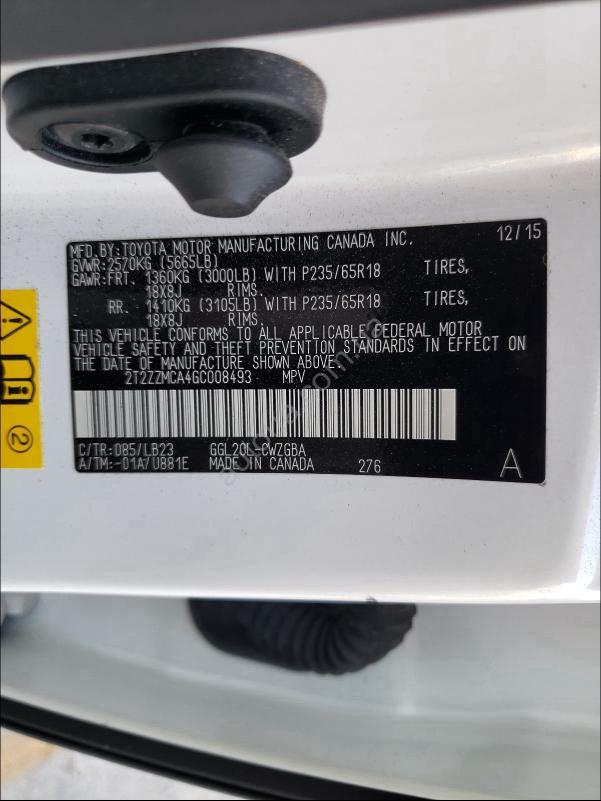 MFD.BY:TOYOTA MOTOR MANUFACTURING CANADA INC. 12/15
GVWR:2570KG (5665LB)
GAWR:FRT. 1360KG (3000LB) WITH P235/65R18 TIRES,
18X8J RIMS.
RR. 1410KG (3105LB) WITH P235/65R18 TIRES,
18X8J RIMS.
THIS VEHICLE CONFORMS TO ALL APPLICABLE FEDERAL MOTOR
VEHICLE SAFETY AND THEFT PREVENTION STANDARDS IN EFFECT ON
THE DATE OF MANUFACTURE SHOWN ABOVE.
2T2ZZMCA4GC008493 MPV
C/TR:085/LB23 GGL20L-CWZGBA
A/TM:-01A/U881E MADE IN CANADA 276 A
2